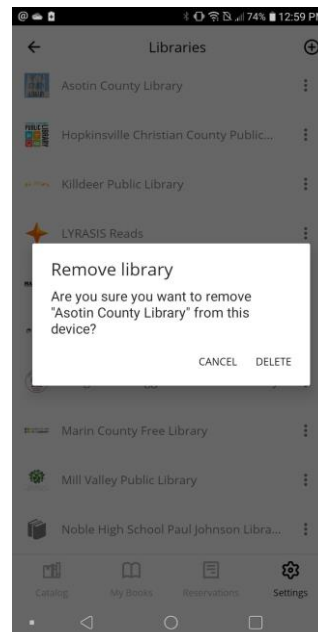 74% 12:59 PM
Libraries
Asotin County Library
Hopkinsville Christian County Public...
Killdeer Public Library
LYRASIS Reads
Remove library
Are you sure you want to remove
"Asotin County Library" from this
device?
CANCEL DELETE
Marin County Free Library
Mill Valley Public Library
Noble High School Paul Johnson Libra...
Catalog My Books Reservations Settings